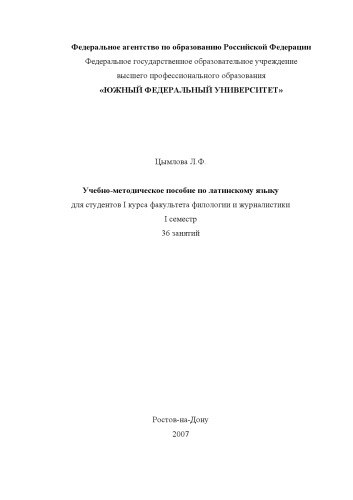 Федеральное агентство по образованию Российской Федерации
Федеральное государственное образовательное учреждение
высшего профессионального образования
«ЮЖНЫЙ ФЕДЕРАЛЬНЫЙ УНИВЕРСИТЕТ»
Цымлова Л.Ф
Учебно-методическое пособие по латинскому языку
для студентов I курса факультета филологии и журналистики
I семестр
36 занятий
Ростов-на-Дону
2007